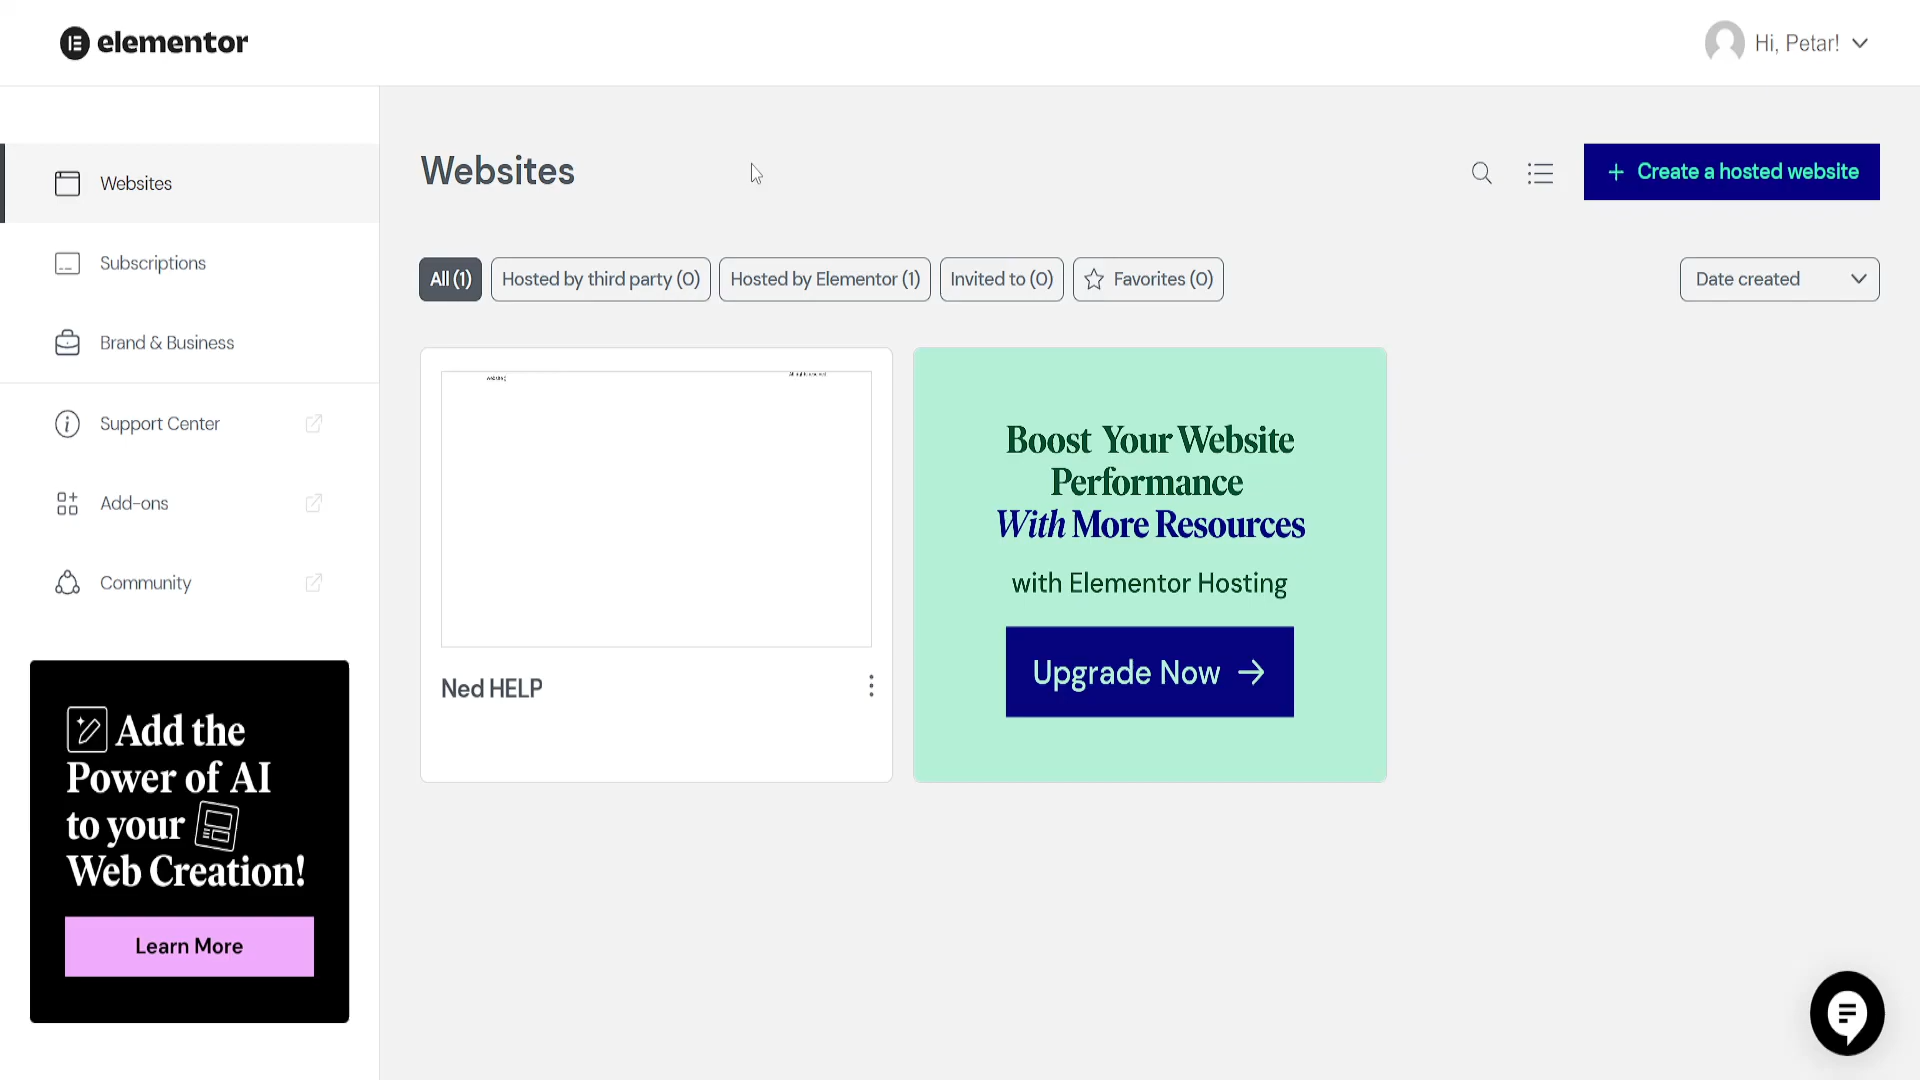 elementor
Hi, Petar!
Websites
Subscriptions
Brand & Business
Support Center
Add-ons
Community
Add the
Power of AI
to your
Web Creation!
Learn More
Websites
+ Create a hosted website
All (1)
Hosted by third party (0)
Hosted by Elementor (1)
Invited to (0)
Favorites (0)
Date created
Ned HELP
Boost Your Website
Performance
With More Resources
with Elementor Hosting
Upgrade Now →